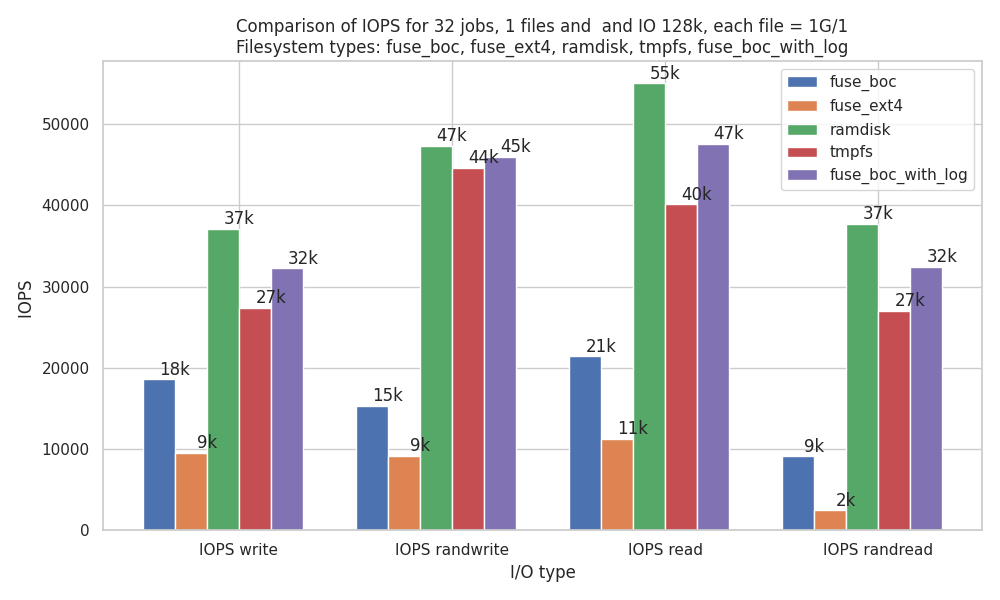 Comparison of IOPS for 32 jobs, 1 files and  and IO 128k, each file = 1G/1
Filesystem types: fuse_boc, fuse_ext4, ramdisk, tmpfs, fuse_boc_with_log
fuse_boc
fuse_ext4
ramdisk
tmpfs
fuse_boc_with_log
IOPS
50000
40000
30000
20000
10000
0
18k
9k
37k
27k
32k
15k
9k
47k
44k
45k
21k
11k
55k
40k
47k
9k
2k
37k
27k
32k
IOPS write
IOPS randwrite
IOPS read
IOPS randread
I/O type